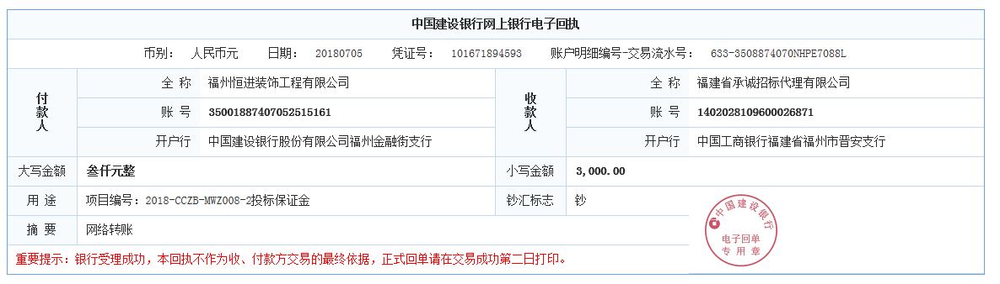 中国建设银行网上银行电子回执
币别： 人民币元 日期： 20180705 凭证号： 101671894593 账户明细编号-交易流水号： 633-3508874070NHPE7088L
付款人 全 称 福州恒进装饰工程有限公司 收款人 全 称 福建省承诚招标代理有限公司
账 号 35001887407052515161 账 号 1402028109600026871
开户行 中国建设银行股份有限公司福州金融街支行 开户行 中国工商银行福建省福州市晋安支行
大写金额 叁仟元整 小写金额 3,000.00
用 途 项目编号：2018-CCZB-MWZ008-2投标保证金 钞汇标志 钞
摘 要 网络转账
中国建设银行
电子回单
专用章
重要提示：银行受理成功，本回执不作为收、付款方交易的最终依据，正式回单请在交易成功第二日打印。